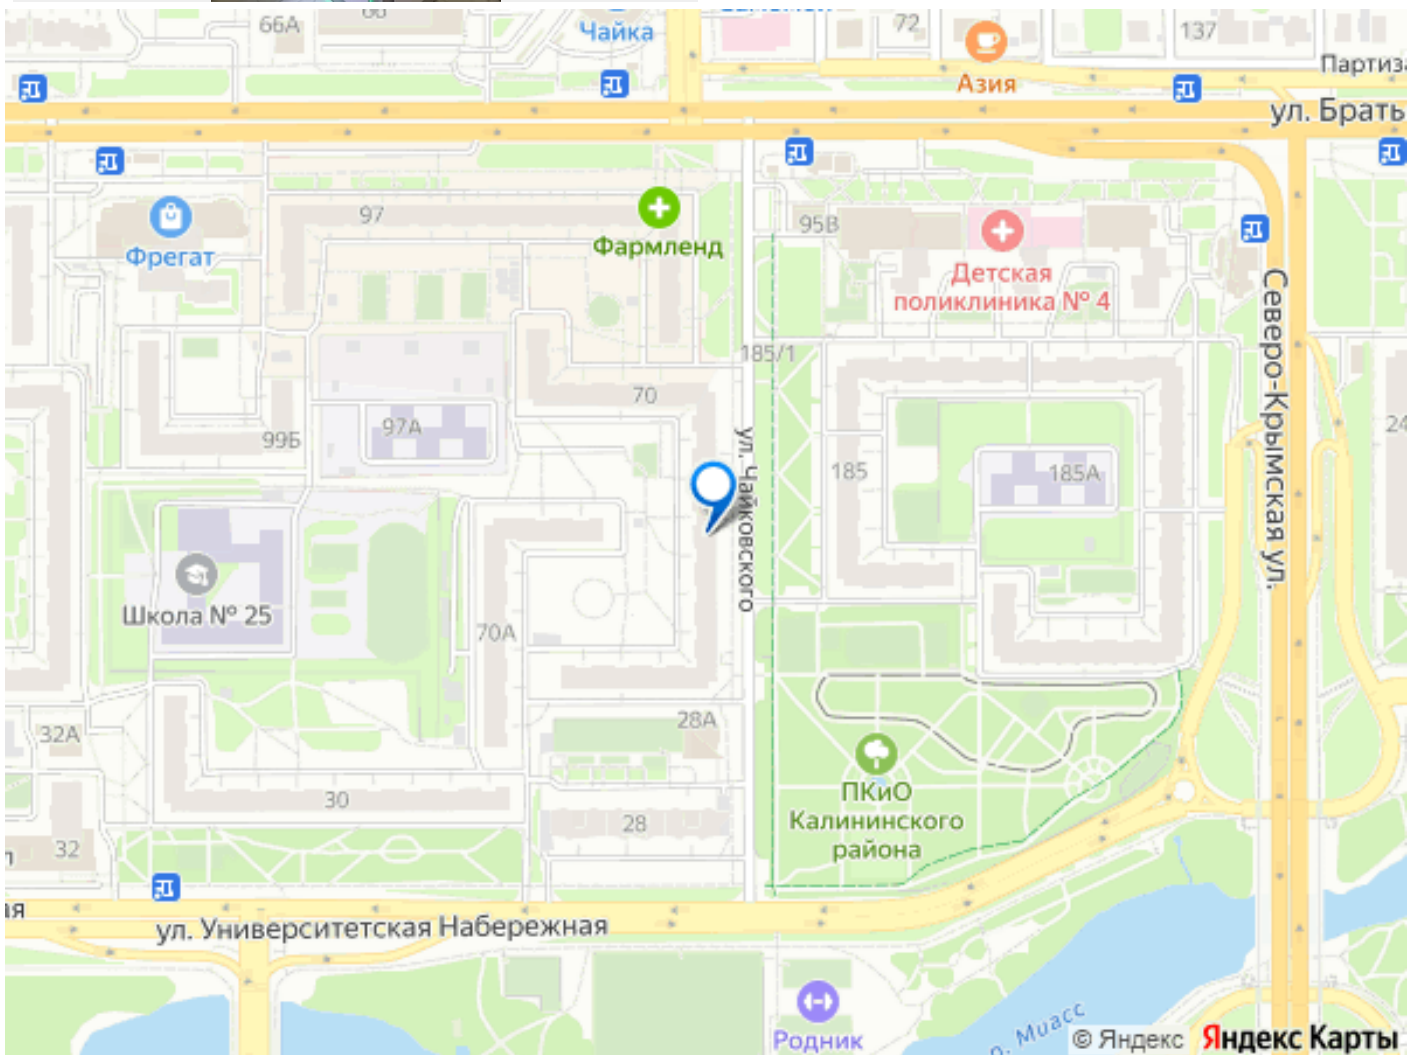 66А
72
137
Чайка
Азия
Партиз
ул. Брать
97
95В
Фрегат
Фармленд
Детская
поликлиника № 4
Северо-Крымская ул.
185/1
70
99Б
97А
ул. Чайковского
185
185А
24
Школа № 25
70А
28А
32А
30
28
32
ПКиО
Калининского
района
ая
ул. Университетская Набережная
Родник
р. Миасс
© Яндекс Яндекс Карты